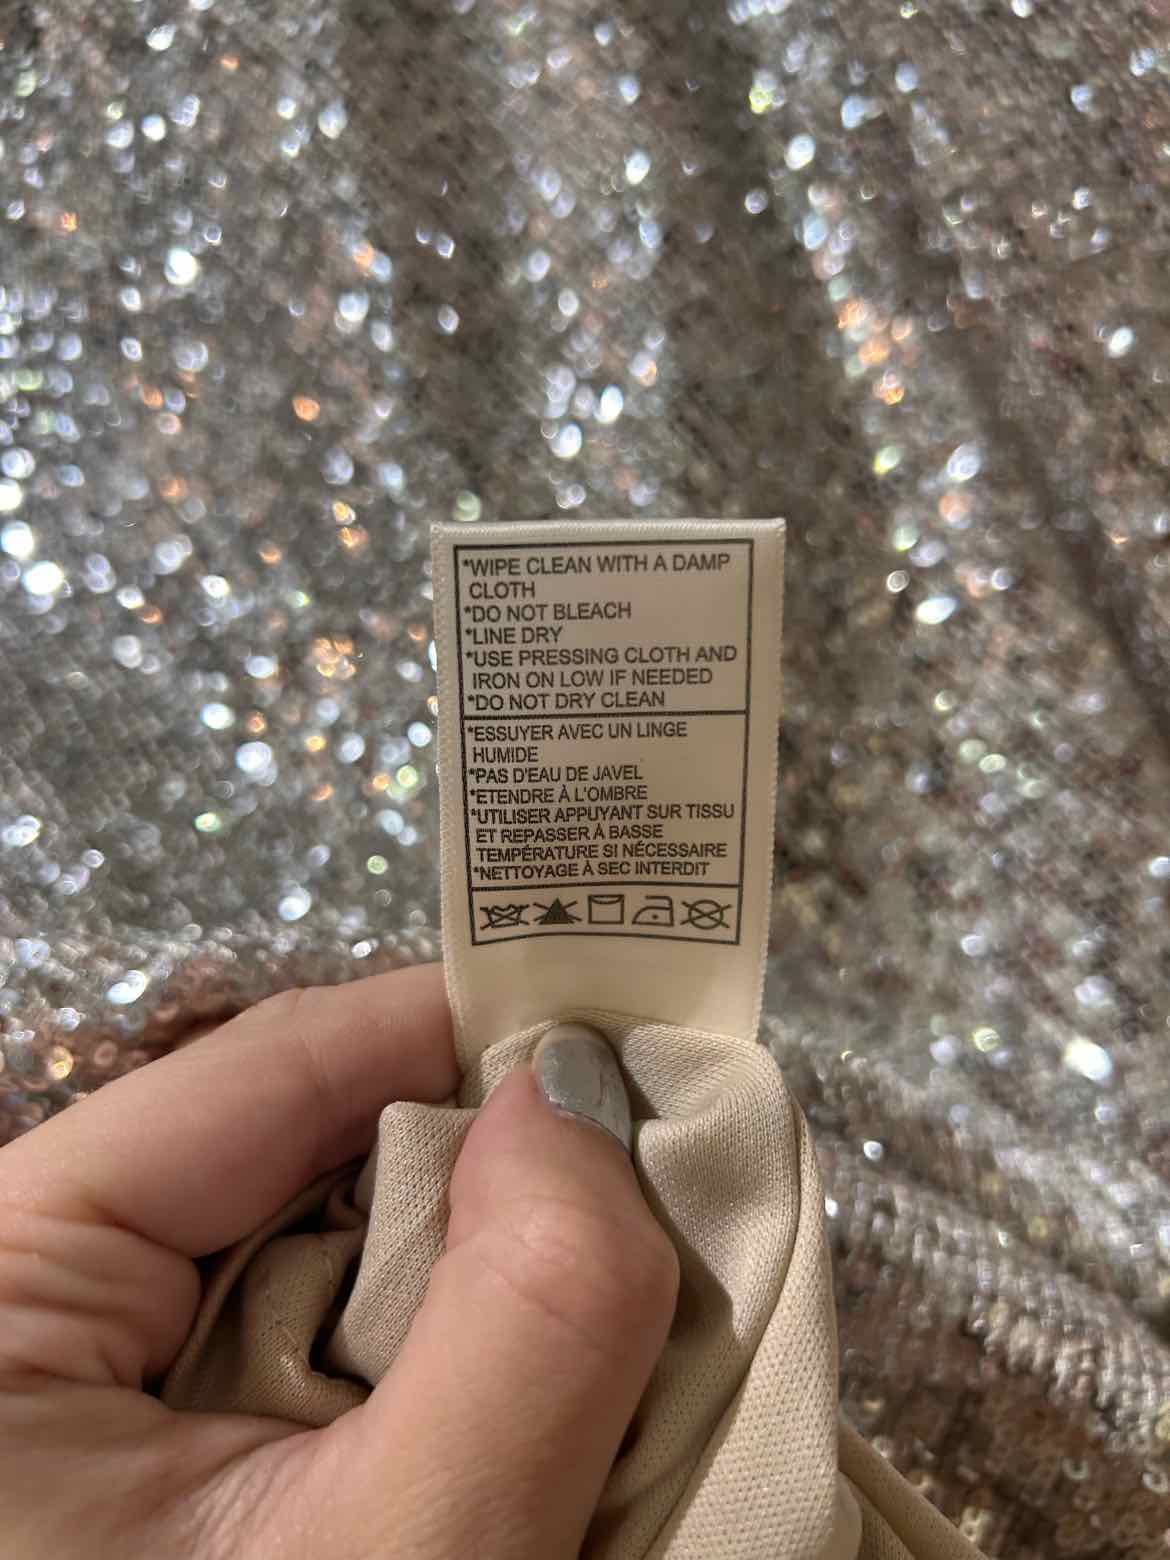 *WIPE CLEAN WITH A DAMP
CLOTH
*DO NOT BLEACH
*LINE DRY
*USE PRESSING CLOTH AND
IRON ON LOW IF NEEDED
*DO NOT DRY CLEAN
*ESSUYER AVEC UN LINGE
HUMIDE
*PAS D'EAU DE JAVEL
*ETENDRE À L'OMBRE
*UTILISER APPUYANT SUR TISSU
ET REPASSER À BASSE
TEMPÉRATURE SI NÉCESSAIRE
*NETTOYAGE À SEC INTERDIT